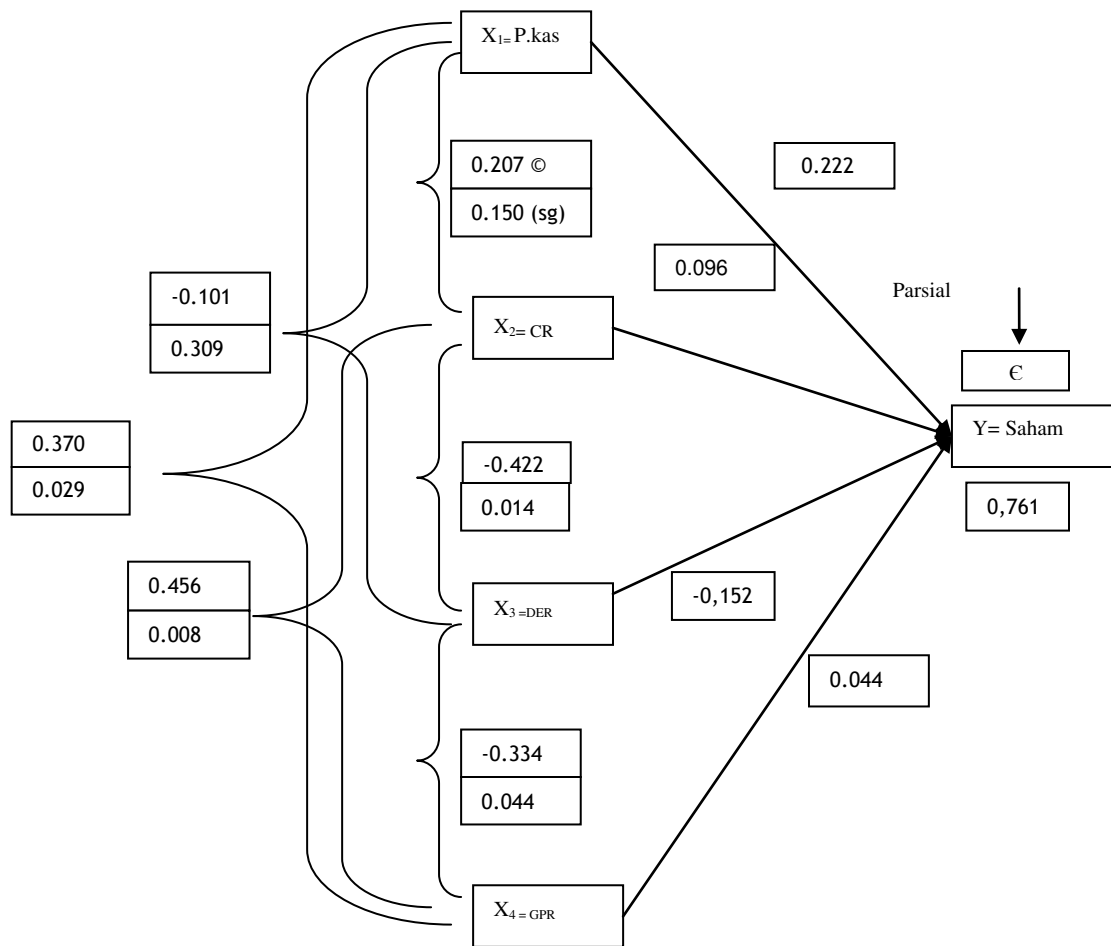 X1= P.kas
0.207 ©
0.150 (sg)
0.222
0.096
-0.101
0.309
Parsial
X2= CR
Є
Y= Saham
0.370
0.029
-0.422
0.014
0,761
0.456
0.008
X3 =DER
-0,152
0.044
-0.334
0.044
X4 = GPR